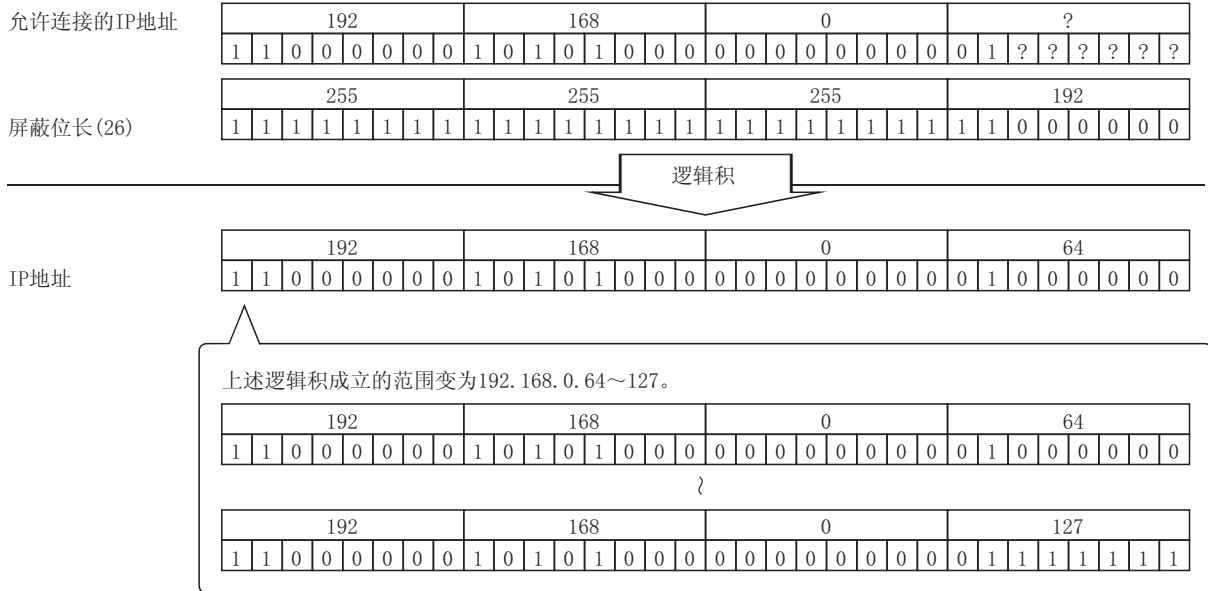 允许连接的IP地址
192 168 0 ?
1 1 0 0 0 0 0 0 1 0 1 0 1 0 0 0 0 0 0 0 0 0 0 0 0 1 ? ? ? ? ? ?
255 255 255 192
屏蔽位长(26)
1 1 1 1 1 1 1 1 1 1 1 1 1 1 1 1 1 1 1 1 1 1 1 1 1 1 0 0 0 0 0 0
逻辑积
192 168 0 64
IP地址
1 1 0 0 0 0 0 0 1 0 1 0 1 0 0 0 0 0 0 0 0 0 0 0 0 1 0 0 0 0 0 0
上述逻辑积成立的范围变为192.168.0.64～127。
192 168 0 64
1 1 0 0 0 0 0 0 1 0 1 0 1 0 0 0 0 0 0 0 0 0 0 0 0 1 0 0 0 0 0 0
～
192 168 0 127
1 1 0 0 0 0 0 0 1 0 1 0 1 0 0 0 0 0 0 0 0 0 0 0 0 1 1 1 1 1 1 1